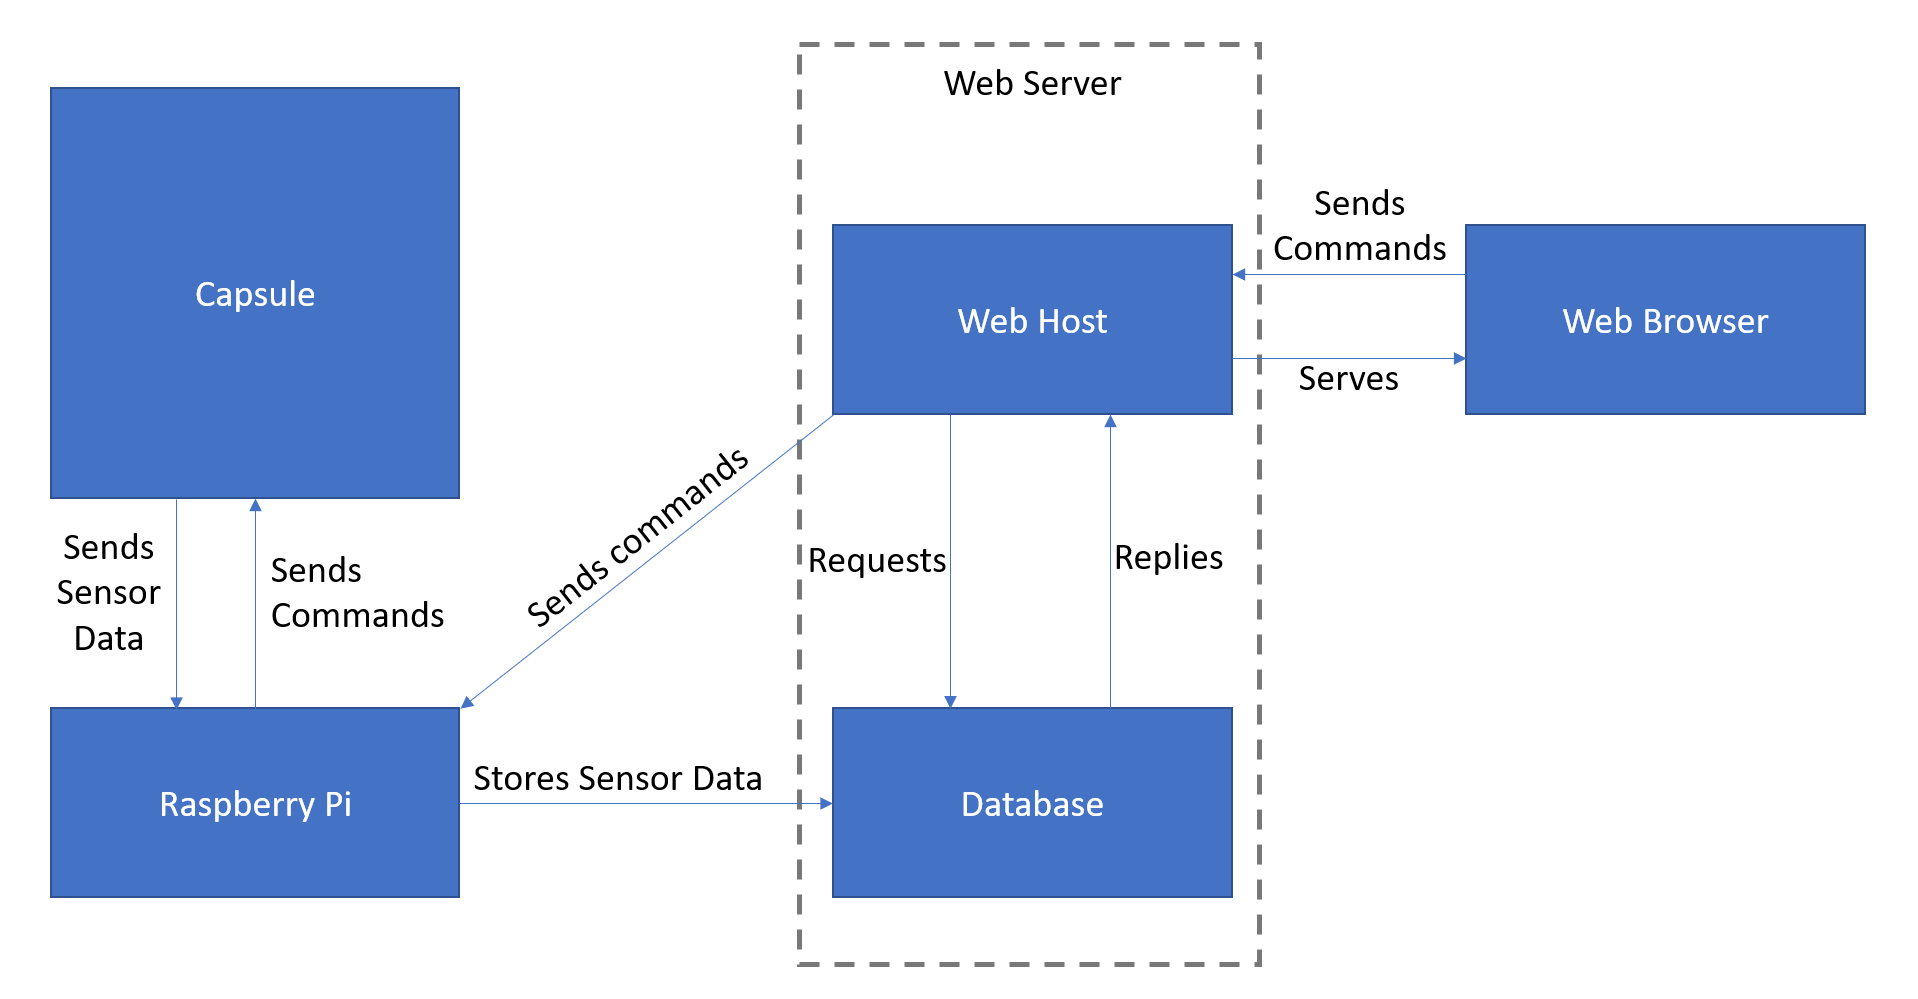 Web Server
Capsule
Sends
Commands
Web Host
Web Browser
Serves
Sends commands
Sends
Sensor
Data
Sends
Commands
Requests
Replies
Stores Sensor Data
Raspberry Pi
Database